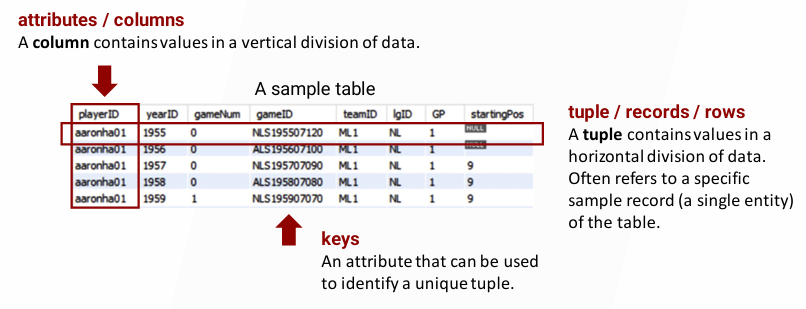 attributes / columns
A column contains values in a vertical division of data.
A sample table
playerID yearID gameNum gameID teamID lgID GP startingPos
aaronha01 1955 0 NLS195507120 ML1 NL 1 NULL
aaronha01 1956 0 ALS195607100 ML1 NL 1 NULL
aaronha01 1957 0 NLS195707090 ML1 NL 1 9
aaronha01 1958 0 ALS195807080 ML1 NL 1 9
aaronha01 1959 1 NLS195907070 ML1 NL 1 9
keys
An attribute that can be used
to identify a unique tuple.
tuple / records / rows
A tuple contains values in a
horizontal division of data.
Often refers to a specific
sample record (a single entity)
of the table.